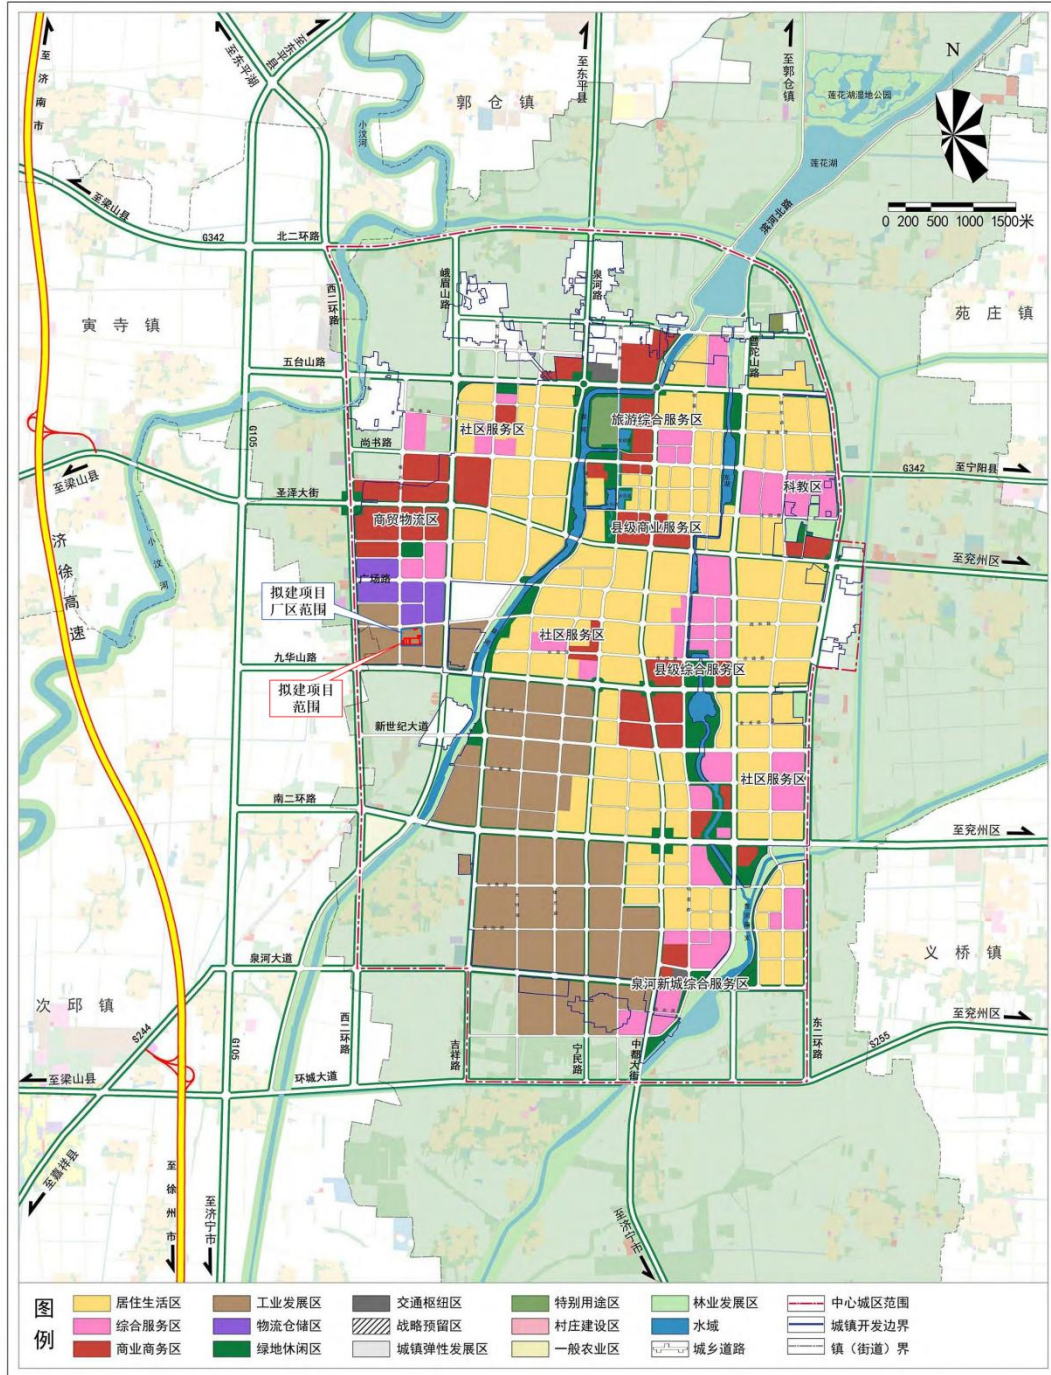 至济南市
至东平湖
至东平县
至东平县
至郭仓镇
N
郭仓镇
小汶河
莲花湖湿地公园
莲花湖
滨河北路
0 200 500 1000 1500米
至梁山县
G342
北二环路
西二环路
峨眉山路
泉河路
普陀山路
寅寺镇
苑庄镇
五台山路
G105
尚书路
社区服务区
旅游综合服务区
至梁山县
圣泽大街
商贸物流区
县级商业服务区
科教区
G342
至宁阳县
济徐高速
小汶河
广场路
至兖州区
拟建项目
厂区范围
社区服务区
九华山路
县级综合服务区
拟建项目
范围
新世纪大道
社区服务区
南二环路
至兖州区
泉河大道
泉河新城综合服务区
义桥镇
次邱镇
S244
G105
西二环路
吉祥路
宁民路
中都大街
东二环路
S255
至兖州区
至梁山县
环城大道
至嘉祥县
至徐州市
至济宁市
至济宁市
图例
居住生活区
工业发展区
交通枢纽区
特别用途区
林业发展区
中心城区范围
综合服务区
物流仓储区
战略预留区
村庄建设区
水域
城镇开发边界
商业商务区
绿地休闲区
城镇弹性发展区
一般农业区
城乡道路
镇（街道）界